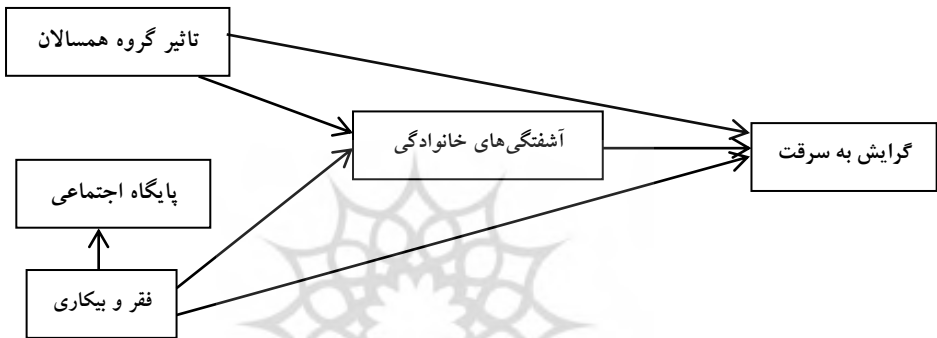 تاثیر گروه همسالان
آشفتگی‌های خانوادگی
گرایش به سرقت
پایگاه اجتماعی
فقر و بیکاری